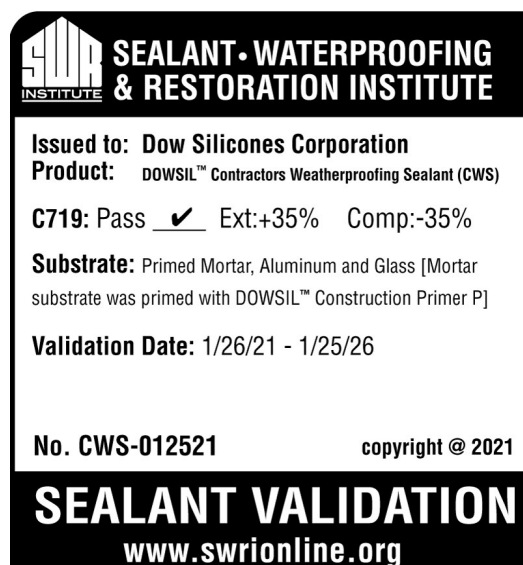 SWR
INSTITUTE
SEALANT • WATERPROOFING
& RESTORATION INSTITUTE
Issued to: Dow Silicones Corporation
Product: DOWSIL™ Contractors Weatherproofing Sealant (CWS)
C719: Pass ✔ Ext:+35% Comp:-35%
Substrate: Primed Mortar, Aluminum and Glass [Mortar
substrate was primed with DOWSIL™ Construction Primer P]
Validation Date: 1/26/21 - 1/25/26
No. CWS-012521 copyright @ 2021
SEALANT VALIDATION
www.swrionline.org